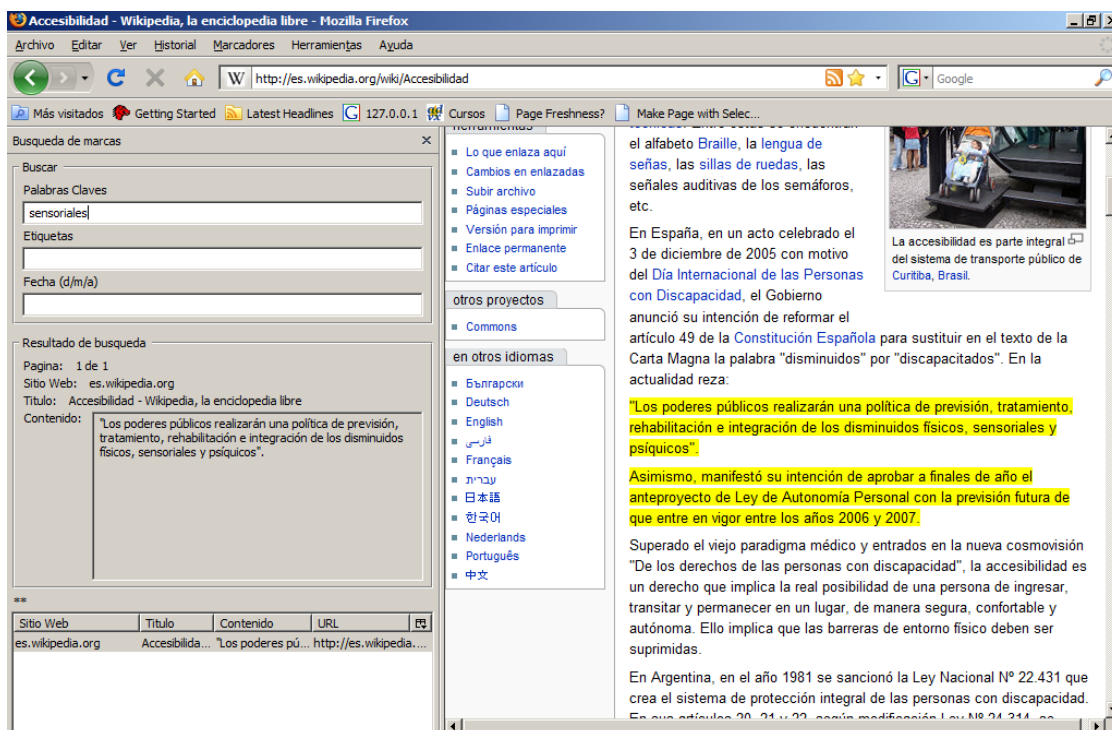 Accesibilidad - Wikipedia, la enciclopedia libre - Mozilla Firefox
Archivo Editar Ver Historial Marcadores Herramientas Ayuda
W http://es.wikipedia.org/wiki/Accesibilidad G Google
Más visitados Getting Started Latest Headlines G 127.0.0.1 Cursos Page Freshness? Make Page with Selec...
Busqueda de marcas
Buscar
Palabras Claves
sensoriales
Etiquetas
Fecha (d/m/a)
Resultado de busqueda
Pagina: 1 de 1
Sitio Web: es.wikipedia.org
Titulo: Accesibilidad - Wikipedia, la enciclopedia libre
Contenido:
"Los poderes públicos realizarán una política de previsión,
tratamiento, rehabilitación e integración de los disminuidos
físicos, sensoriales y psíquicos".
**
Sitio Web Titulo Contenido URL
es.wikipedia.org Accesibilida... "Los poderes pú... http://es.wikipedia....
herramientas
Lo que enlaza aquí
Cambios en enlazadas
Subir archivo
Páginas especiales
Versión para imprimir
Enlace permanente
Citar este artículo
otros proyectos
Commons
en otros idiomas
Български
Deutsch
English
فارسی
Français
עברית
日本語
한국어
Nederlands
Português
中文
el alfabeto Braille, la lengua de
señas, las sillas de ruedas, las
señales auditivas de los semáforos,
etc.
En España, en un acto celebrado el
3 de diciembre de 2005 con motivo
del Día Internacional de las Personas
con Discapacidad, el Gobierno
anunció su intención de reformar el
artículo 49 de la Constitución Española para sustituir en el texto de la
Carta Magna la palabra "disminuidos" por "discapacitados". En la
actualidad reza:
"Los poderes públicos realizarán una política de previsión, tratamiento,
rehabilitación e integración de los disminuidos físicos, sensoriales y
psíquicos".
Asimismo, manifestó su intención de aprobar a finales de año el
anteproyecto de Ley de Autonomía Personal con la previsión futura de
que entre en vigor entre los años 2006 y 2007.
Superado el viejo paradigma médico y entrados en la nueva cosmovisión
"De los derechos de las personas con discapacidad", la accesibilidad es
un derecho que implica la real posibilidad de una persona de ingresar,
transitar y permanecer en un lugar, de manera segura, confortable y
autónoma. Ello implica que las barreras de entorno físico deben ser
suprimidas.
En Argentina, en el año 1981 se sancionó la Ley Nacional Nº 22.431 que
crea el sistema de protección integral de las personas con discapacidad.
En sus artículos 20, 21 y 22, según modificación Ley Nº 24.314, se
La accesibilidad es parte integral
del sistema de transporte público de
Curitiba, Brasil.